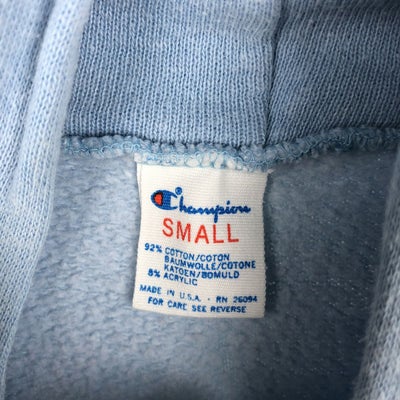 Champion®
SMALL
92% COTTON/COTON
BAUMWOLLE/COTONE
KATOEN/BOMULD
8% ACRYLIC
MADE IN U.S.A. · RN 26094
FOR CARE SEE REVERSE